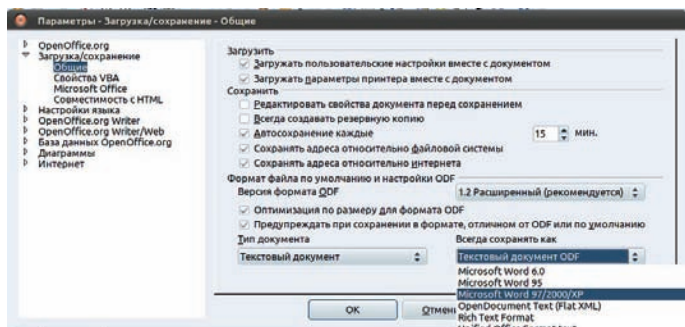 Параметры - Загрузка/сохранение - Общие
OpenOffice.org
Загрузка/сохранение
Общие
Свойства VBA
Microsoft Office
Совместимость с HTML
Настройки языка
OpenOffice.org Writer
OpenOffice.org Writer/Web
База данных OpenOffice.org
Диаграммы
Интернет
Загрузить
Загружать пользовательские настройки вместе с документом
Загружать параметры принтера вместе с документом
Сохранить
Редактировать свойства документа перед сохранением
Всегда создавать резервную копию
Автосохранение каждые 15 мин.
Сохранять адреса относительно файловой системы
Сохранять адреса относительно интернета
Формат файла по умолчанию и настройки ODF
Версия формата ODF 1.2 Расширенный (рекомендуется)
Оптимизация по размеру для формата ODF
Предупреждать при сохранении в формате, отличном от ODF или по умолчанию
Тип документа Всегда сохранять как
Текстовый документ Текстовый документ ODF
Microsoft Word 6.0
Microsoft Word 95
Microsoft Word 97/2000/XP
OpenDocument Text (Flat XML)
Rich Text Format
OK